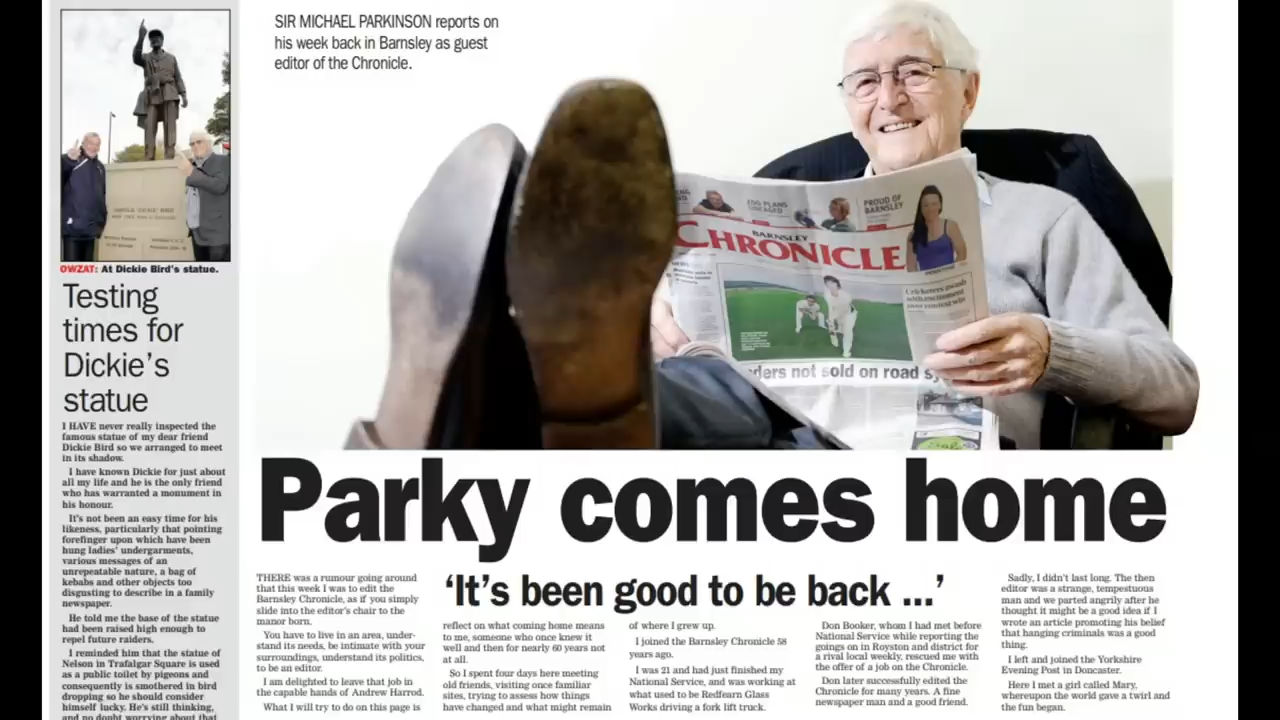 SIR MICHAEL PARKINSON reports on
his week back in Barnsley as guest
editor of the Chronicle.
PROUD OF
BARNSLEY
BARNSLEY
CHRONICLE
ders not sold on road sy
OWZAT: At Dickie Bird's statue.
Testing
times for
Dickie's
statue
I HAVE never really inspected the
famous statue of my dear friend
Dickie Bird so we arranged to meet
in its shadow.
I have known Dickie for just about
all my life and he is the only friend
who has warranted a monument in
his honour.
It's not been an easy time for his
likeness, particularly that pointing
forefinger upon which have been
hung ladies' undergarments,
various messages of an
unrepeatable nature, a bag of
kebabs and other objects too
disgusting to describe in a family
newspaper.
He told me the base of the statue
had been raised high enough to
repel future raiders.
I reminded him that the statue of
Nelson in Trafalgar Square is used
as a public toilet by pigeons and
consequently is smothered in bird
dropping so he should consider
himself lucky. He's still thinking,
and no doubt worrying about that
Parky comes home
'It's been good to be back ...'
THERE was a rumour going around
that this week I was to edit the
Barnsley Chronicle, as if you simply
slide into the editor's chair to the
manor born.
You have to live in an area, under-
stand its needs, be intimate with your
surroundings, understand its politics,
to be an editor.
I am delighted to leave that job in
the capable hands of Andrew Harrod.
What I will try to do on this page is
reflect on what coming home means
to me, someone who once knew it
well and then for nearly 60 years not
at all.
So I spent four days here meeting
old friends, visiting once familiar
sites, trying to assess how things
have changed and what might remain
of where I grew up.
I joined the Barnsley Chronicle 58
years ago.
I was 21 and had just finished my
National Service, and was working at
what used to be Redfearn Glass
Works driving a fork lift truck.
Don Booker, whom I had met before
National Service while reporting the
goings on in Royston and district for
a rival local weekly, rescued me with
the offer of a job on the Chronicle.
Don later successfully edited the
Chronicle for many years. A fine
newspaper man and a good friend.
Sadly, I didn't last long. The then
editor was a strange, tempestuous
man and we parted angrily after he
thought it might be a good idea if I
wrote an article promoting his belief
that hanging criminals was a good
thing.
I left and joined the Yorkshire
Evening Post in Doncaster.
Here I met a girl called Mary,
whereupon the world gave a twirl and
the fun began.